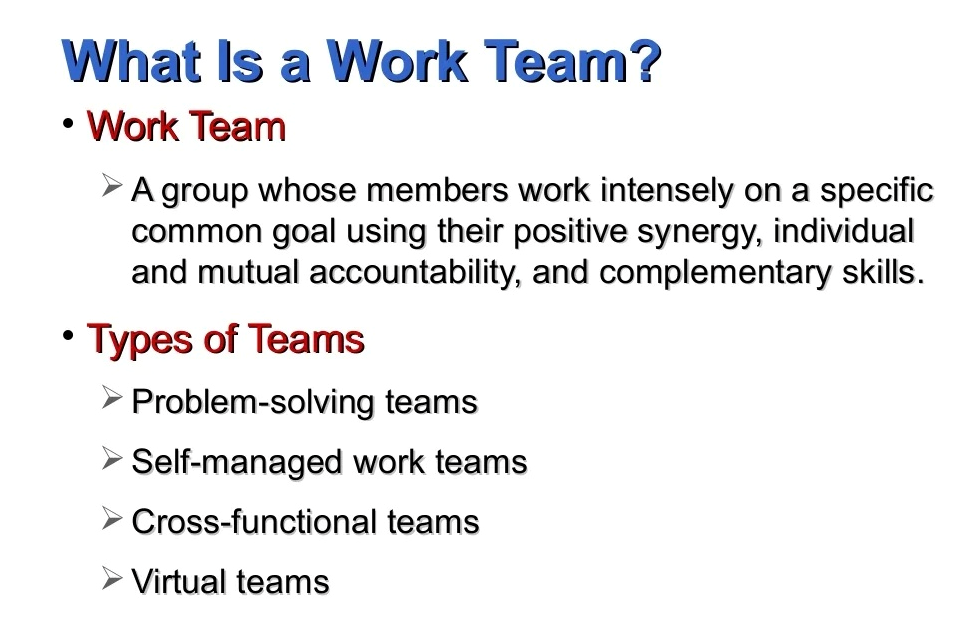 What Is a Work Team?
• Work Team
➢ A group whose members work intensely on a specific
common goal using their positive synergy, individual
and mutual accountability, and complementary skills.
• Types of Teams
➢ Problem-solving teams
➢ Self-managed work teams
➢ Cross-functional teams
➢ Virtual teams